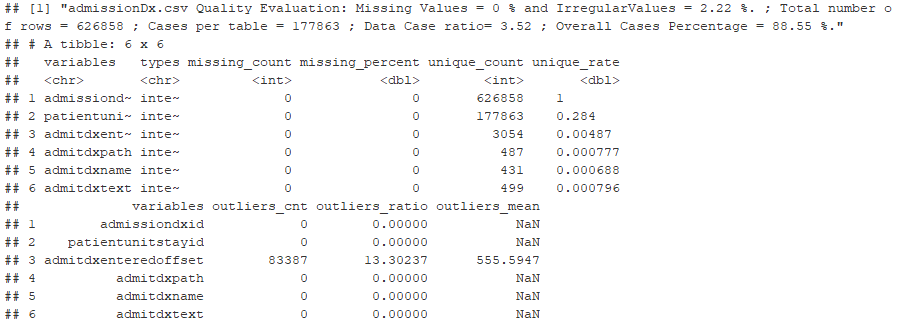 ## [1] "admissionDx.csv Quality Evaluation: Missing Values = 0 % and IrregularValues = 2.22 %. ; Total number o
f rows = 626858 ; Cases per table = 177863 ; Data Case ratio= 3.52 ; Overall Cases Percentage = 88.55 %."
## # A tibble: 6 x 6
##   variables   types missing_count missing_percent unique_count unique_rate
##   <chr>       <chr>         <int>           <dbl>        <int>       <dbl>
## 1 admissiond~ inte~             0               0       626858    1
## 2 patientuni~ inte~             0               0       177863    0.284
## 3 admitdxent~ inte~             0               0         3054    0.00487
## 4 admitdxpath inte~             0               0          487    0.000777
## 5 admitdxname inte~             0               0          431    0.000688
## 6 admitdxtext inte~             0               0          499    0.000796
##            variables outliers_cnt outliers_ratio outliers_mean
## 1        admissiondxid            0        0.00000           NaN
## 2    patientunitstayid            0        0.00000           NaN
## 3 admitdxenteredoffset        83387       13.30237      555.5947
## 4          admitdxpath            0        0.00000           NaN
## 5          admitdxname            0        0.00000           NaN
## 6          admitdxtext            0        0.00000           NaN